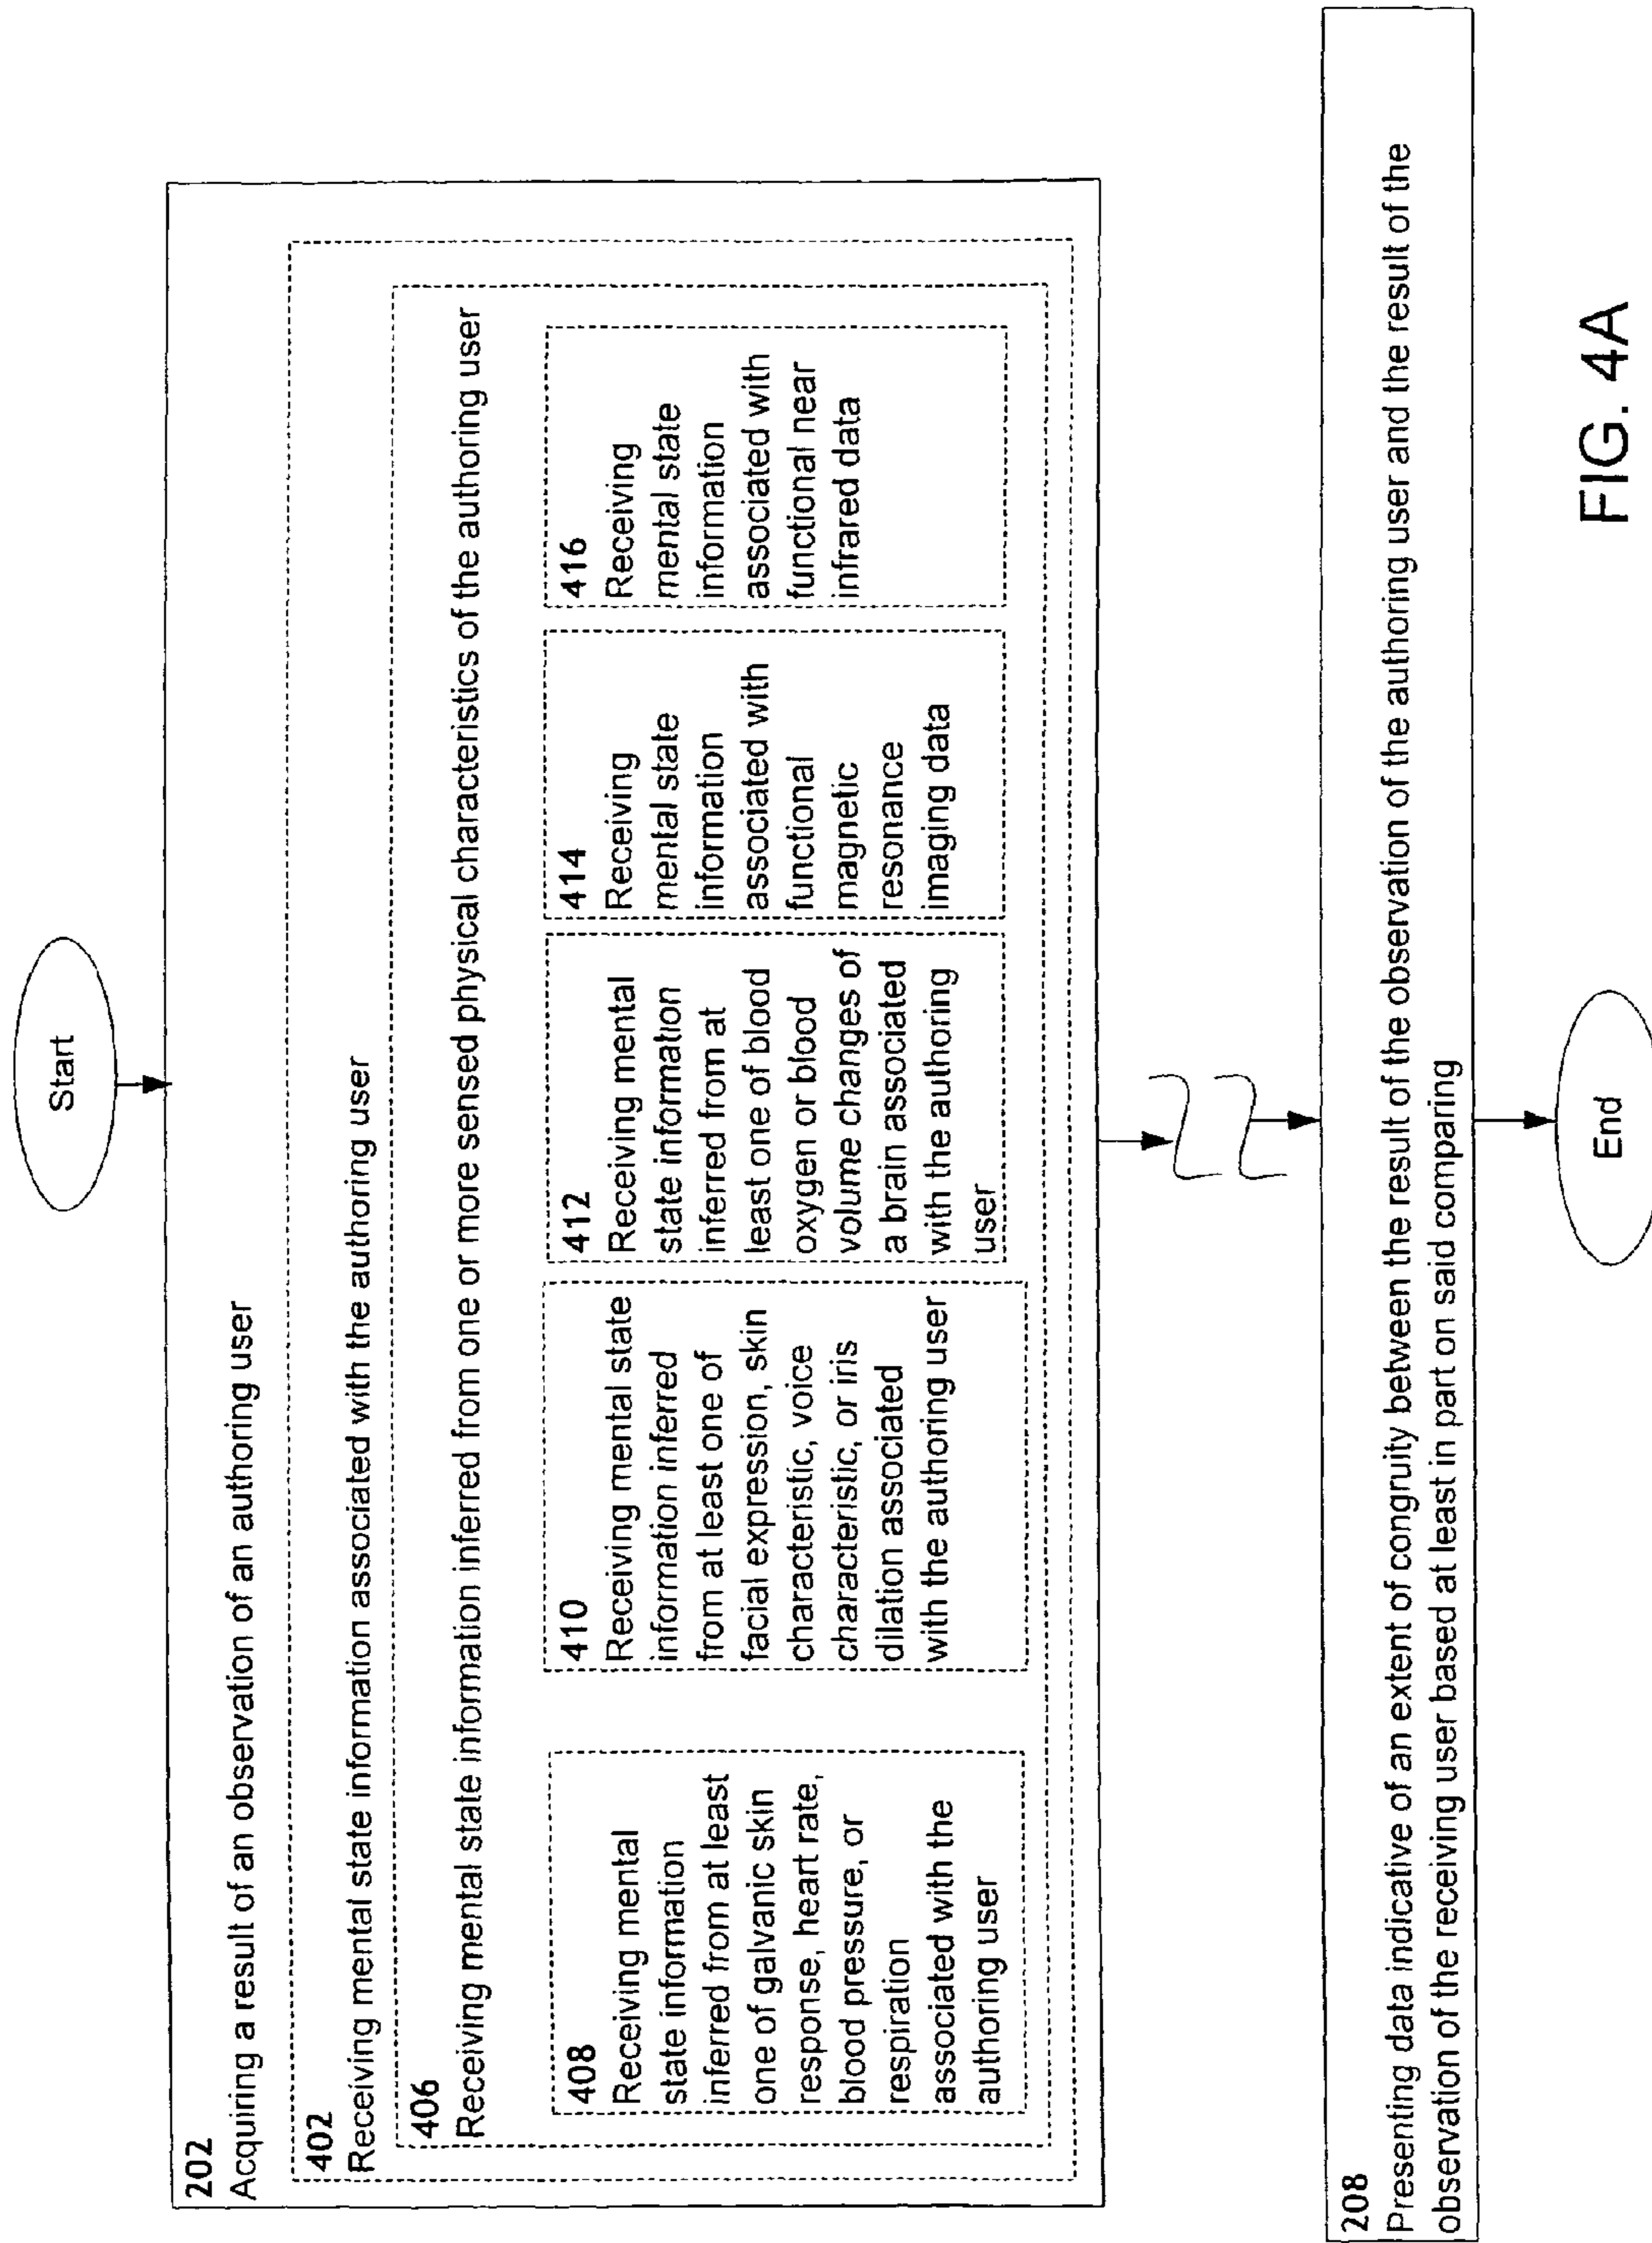 Start
202
Acquiring a result of an observation of an authoring user
402
Receiving mental state information associated with the authoring user
406
Receiving mental state information inferred from one or more sensed physical characteristics of the authoring user
408
Receiving mental
state information
inferred from at least
one of galvanic skin
response, heart rate,
blood pressure, or
respiration
associated with the
authoring user
410
Receiving mental state
information inferred
from at least one of
facial expression, skin
characteristic, voice
characteristic, or iris
dilation associated
with the authoring user
412
Receiving mental
state information
inferred from at
least one of blood
oxygen or blood
volume changes of
a brain associated
with the authoring
user
414
Receiving
mental state
information
associated with
functional
magnetic
resonance
imaging data
416
Receiving
mental state
information
associated with
functional near
infrared data
208
Presenting data indicative of an extent of congruity between the result of the observation of the authoring user and the result of the
observation of the receiving user based at least in part on said comparing
End
FIG. 4A